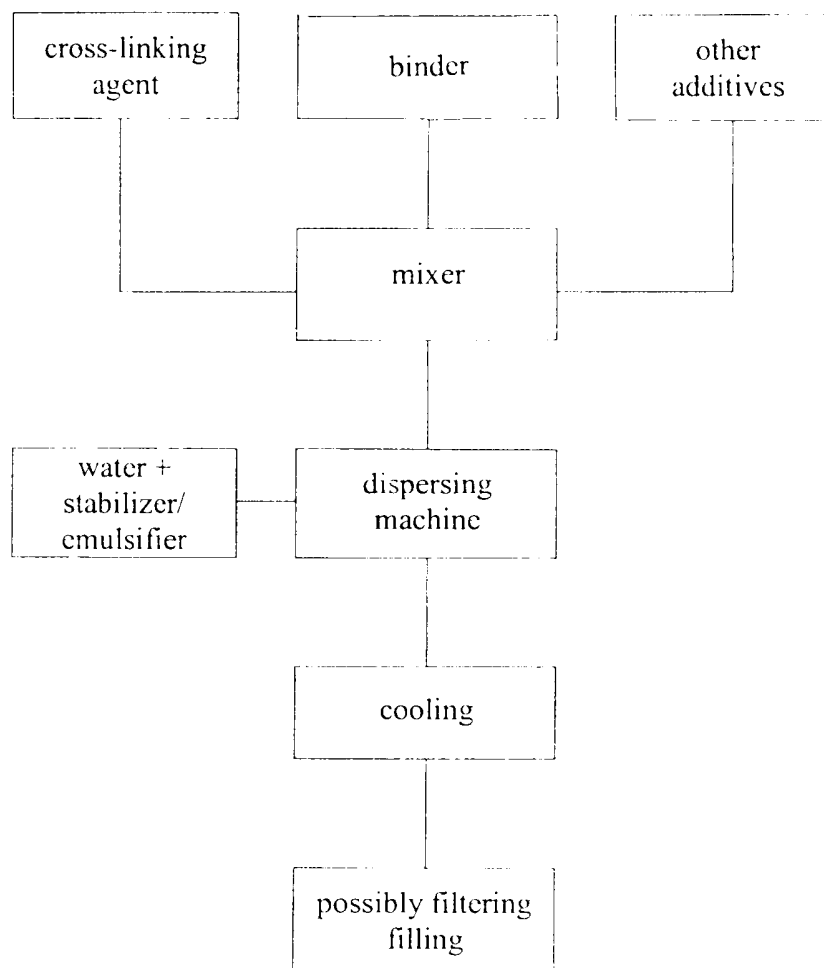 cross-linking
agent
binder
other
additives
mixer
water +
stabilizer/
emulsifier
dispersing
machine
cooling
possibly filtering
filling